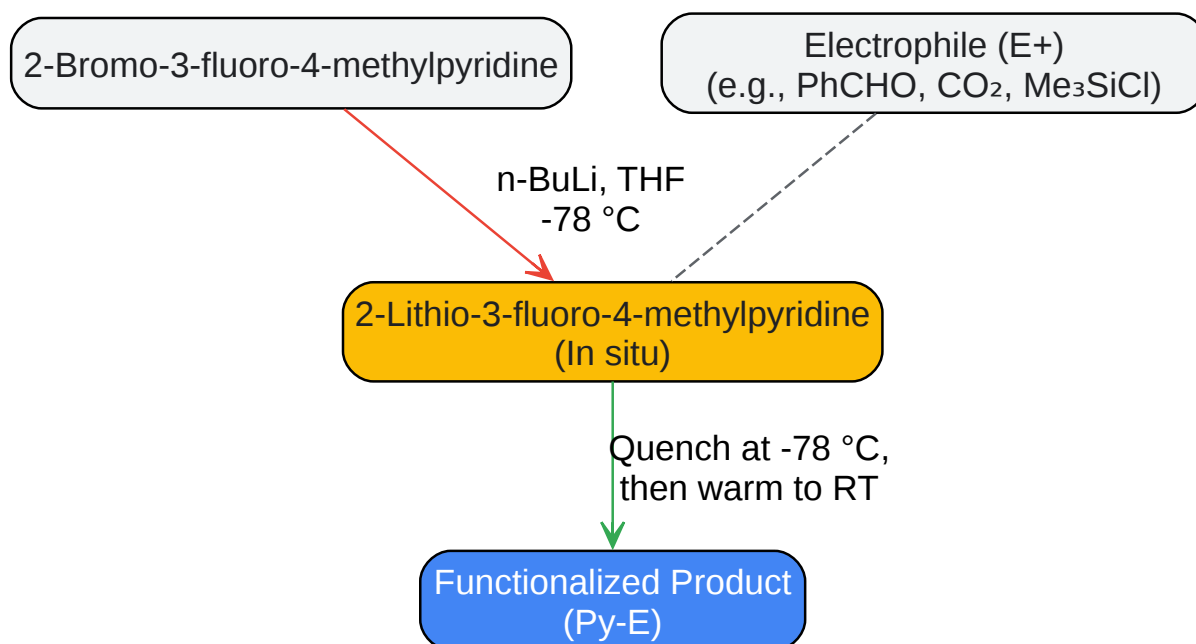 2-Bromo-3-fluoro-4-methylpyridine
Electrophile (E+)
(e.g., PhCHO, CO₂, Me₃SiCl)
n-BuLi, THF
-78 °C
2-Lithio-3-fluoro-4-methylpyridine
(In situ)
Quench at -78 °C,
then warm to RT
Functionalized Product
(Py-E)